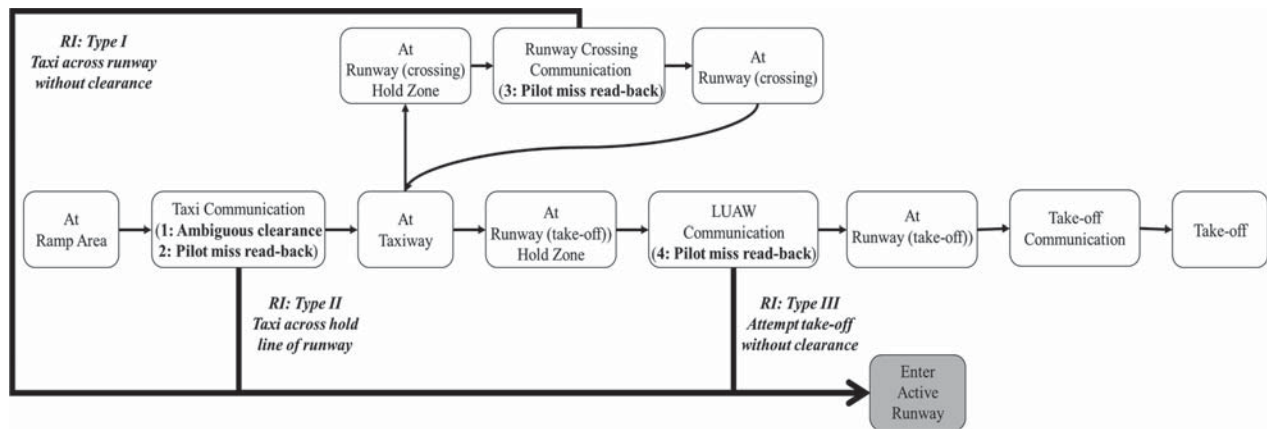 RI: Type I
Taxi across runway
without clearance
At
Runway (crossing)
Hold Zone
Runway Crossing
Communication
(3: Pilot miss read-back)
At
Runway (crossing)
At
Ramp Area
Taxi Communication
(1: Ambiguous clearance
2: Pilot miss read-back)
At
Taxiway
At
Runway (take-off))
Hold Zone
LUAW
Communication
(4: Pilot miss read-back)
At
Runway (take-off))
Take-off
Communication
Take-off
RI: Type II
Taxi across hold
line of runway
RI: Type III
Attempt take-off
without clearance
Enter
Active
Runway